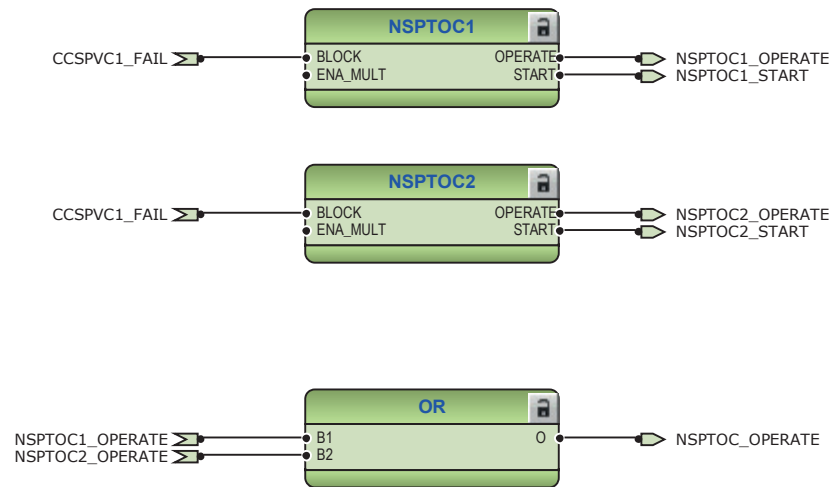 NSPTOC1
CCSPVC1_FAIL BLOCK OPERATE NSPTOC1_OPERATE
ENA_MULT START NSPTOC1_START
NSPTOC2
CCSPVC1_FAIL BLOCK OPERATE NSPTOC2_OPERATE
ENA_MULT START NSPTOC2_START
OR
NSPTOC1_OPERATE B1 O NSPTOC_OPERATE
NSPTOC2_OPERATE B2